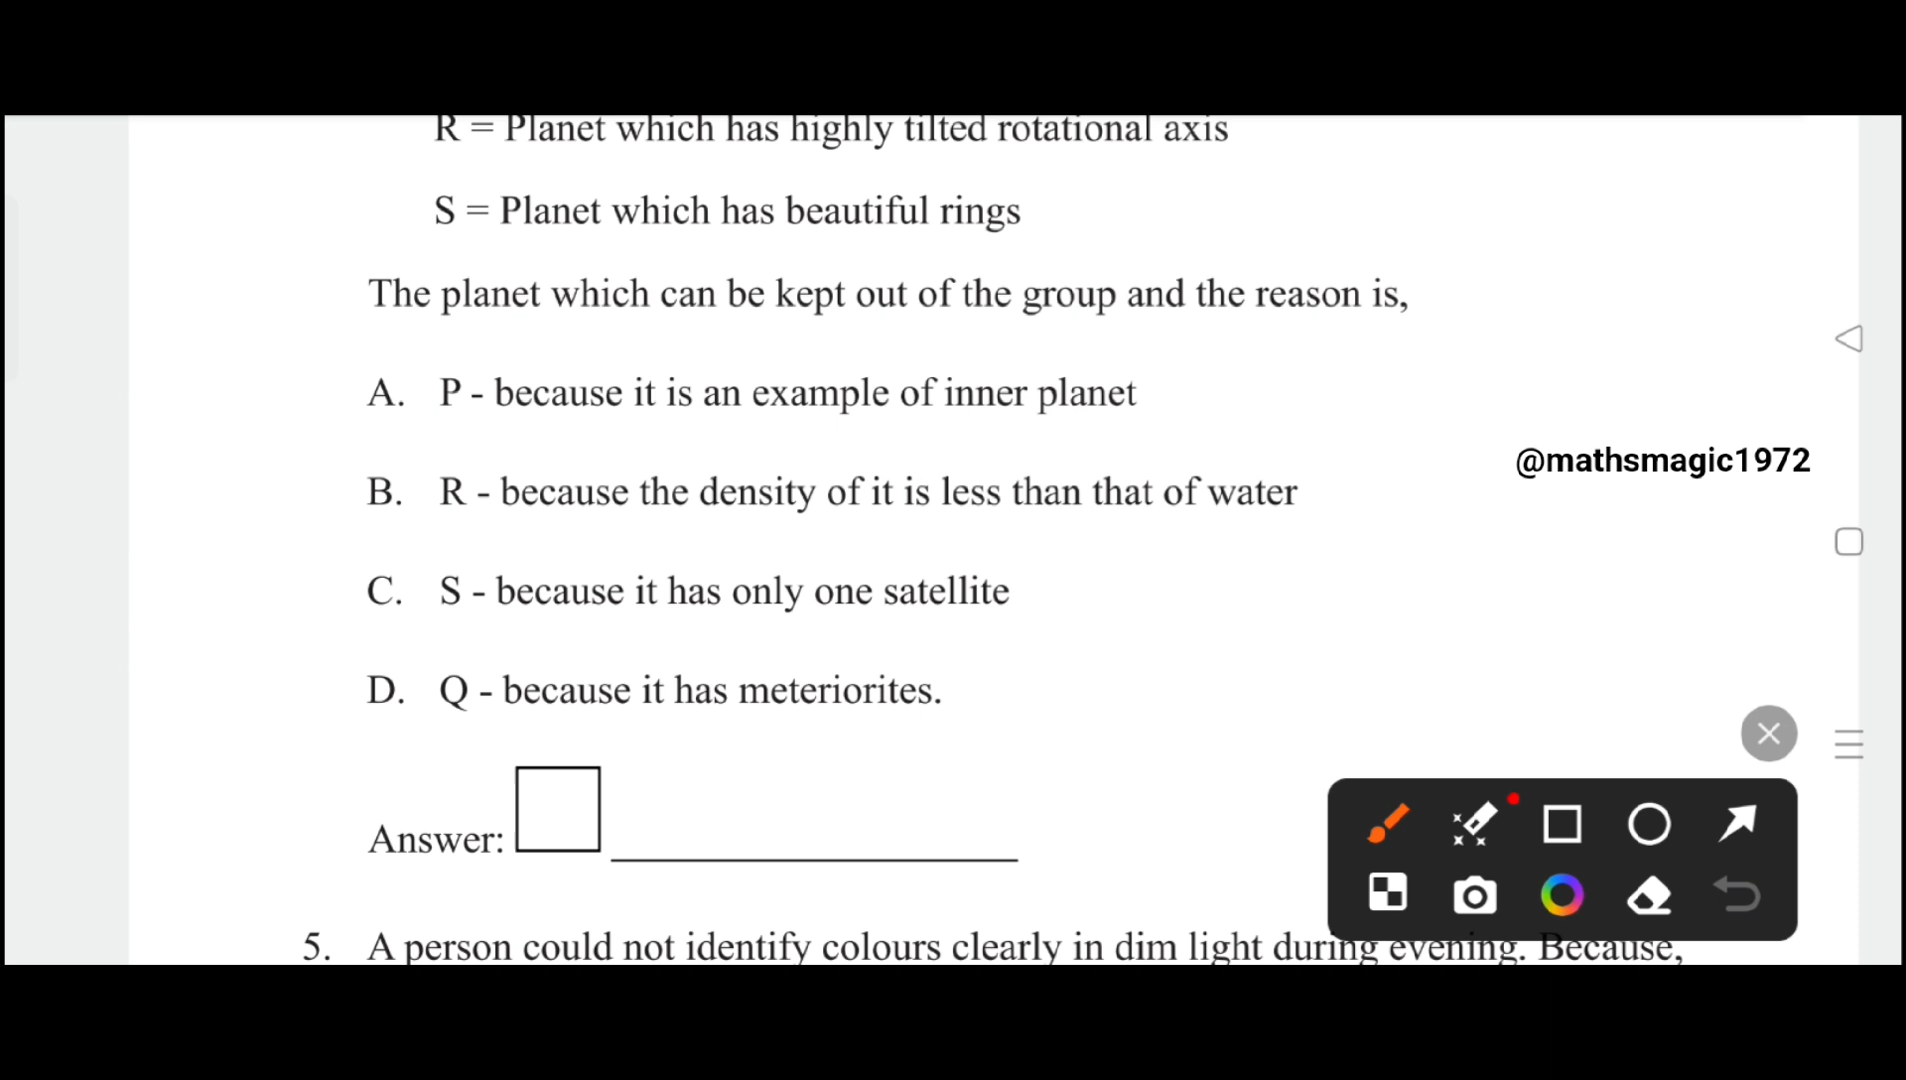 R = Planet which has highly tilted rotational axis
S = Planet which has beautiful rings
The planet which can be kept out of the group and the reason is,
A. P - because it is an example of inner planet
@mathsmagic1972
B. R - because the density of it is less than that of water
C. S - because it has only one satellite
D. Q - because it has meteriorites.
Answer:
5. A person could not identify colours clearly in dim light during evening. Because,